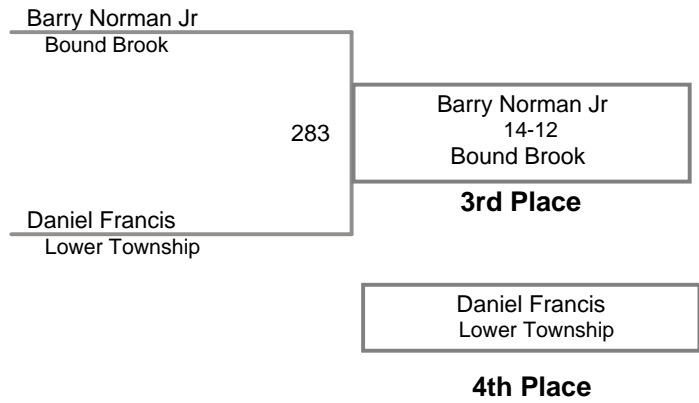 Barry Norman Jr
Bound Brook
283
Barry Norman Jr
14-12
Bound Brook
3rd Place
Daniel Francis
Lower Township
Daniel Francis
Lower Township
4th Place